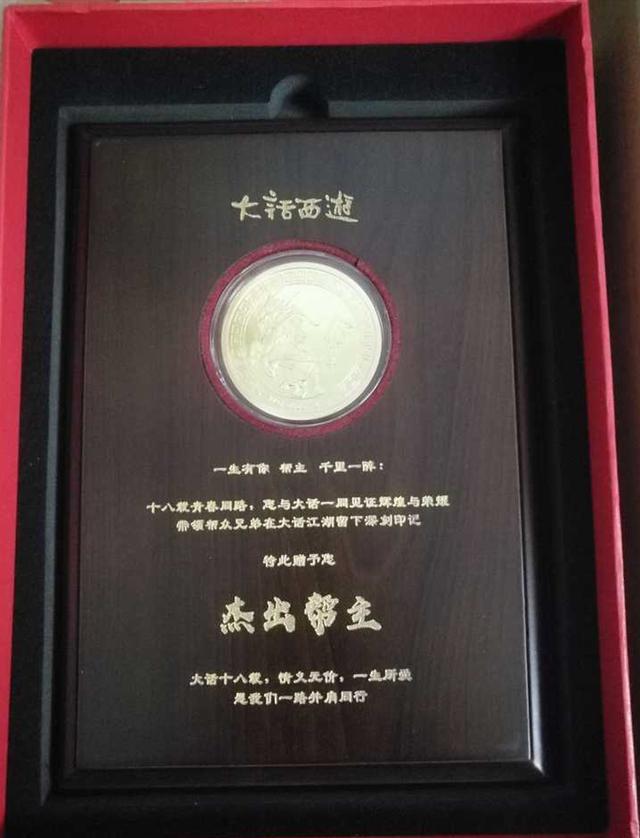 大话西遊
一生有你 帮主 千里一醉：
十八载青春同路，您与大话一同见证辉煌与荣耀
带领帮众兄弟在大话江湖留下深刻印记
特此赠予您
杰出帮主
大话十八载，情义无价，一生所爱
是我们一路并肩同行